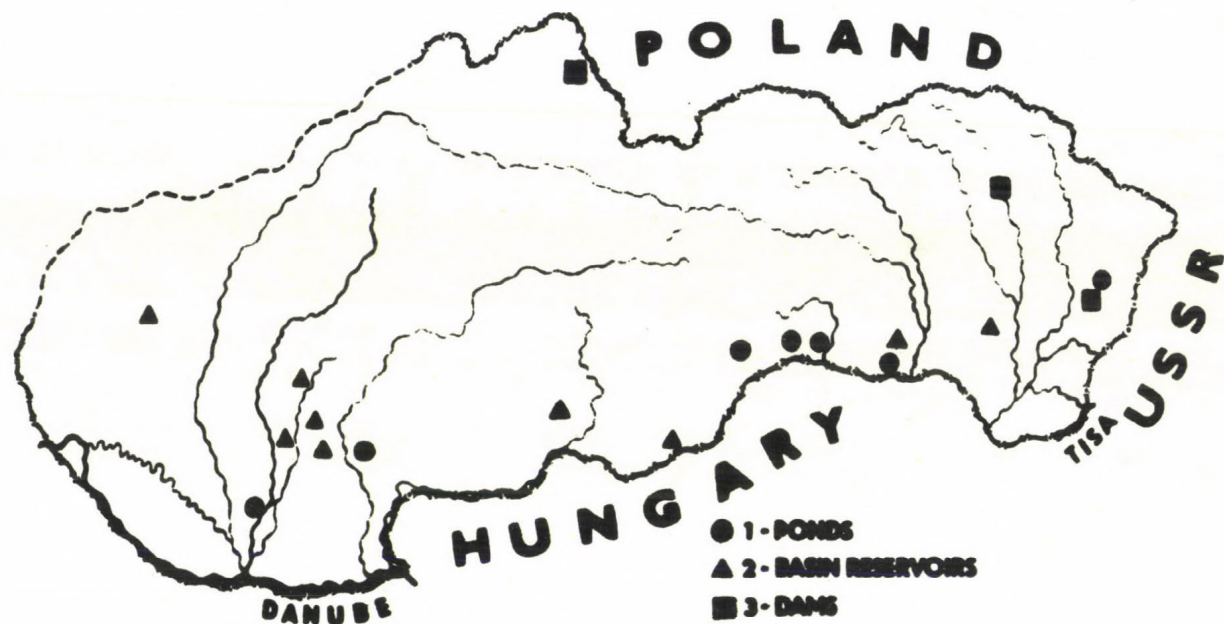 POLAND
USSR
TISA
HUNGARY
DANUBE
1-PONDS
2-BASIN RESERVOIRS
3-DAMS